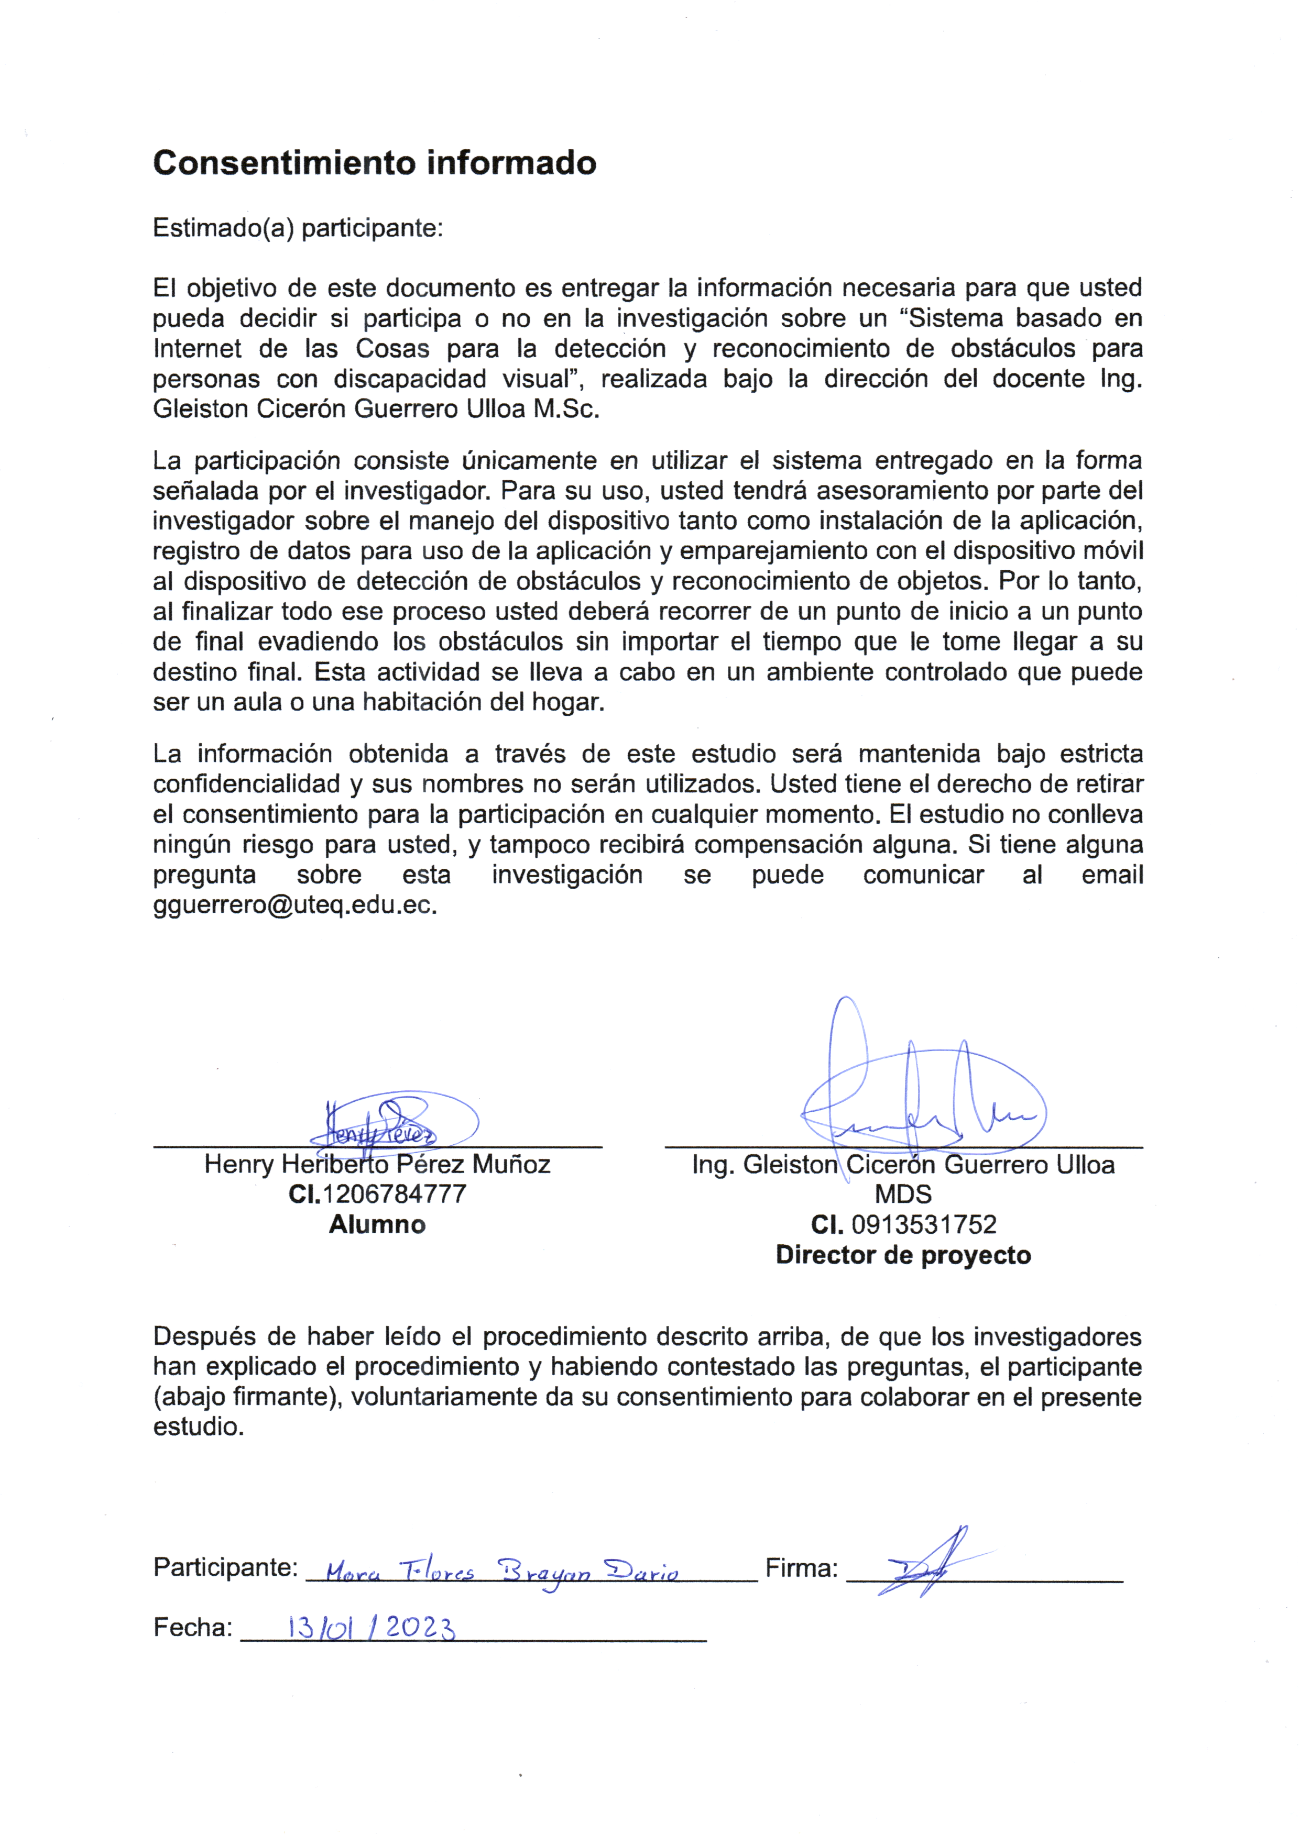 Consentimiento informado
Estimado(a) participante:
El objetivo de este documento es entregar la información necesaria para que usted
pueda decidir si participa o no en la investigación sobre un “Sistema basado en
Internet de las Cosas para la detección y reconocimiento de obstáculos para
personas con discapacidad visual”, realizada bajo la dirección del docente Ing.
Gleiston Cicerón Guerrero Ulloa M.Sc.
La participación consiste únicamente en utilizar el sistema entregado en la forma
señalada por el investigador. Para su uso, usted tendrá asesoramiento por parte del
investigador sobre el manejo del dispositivo tanto como instalación de la aplicación,
registro de datos para uso de la aplicación y emparejamiento con el dispositivo móvil
al dispositivo de detección de obstáculos y reconocimiento de objetos. Por lo tanto,
al finalizar todo ese proceso usted deberá recorrer de un punto de inicio a un punto
de final evadiendo los obstáculos sin importar el tiempo que le tome llegar a su
destino final. Esta actividad se lleva a cabo en un ambiente controlado que puede
ser un aula o una habitación del hogar.
La información obtenida a través de este estudio será mantenida bajo estricta
confidencialidad y sus nombres no serán utilizados. Usted tiene el derecho de retirar
el consentimiento para la participación en cualquier momento. El estudio no conlleva
ningún riesgo para usted, y tampoco recibirá compensación alguna. Si tiene alguna
pregunta sobre esta investigación se puede comunicar al email
gguerrero@uteq.edu.ec.
Henry Pérez
Henry Heriberto Pérez Muñoz
CI.1206784777
Alumno
Ing. Gleiston Cicerón Guerrero Ulloa
MDS
CI. 0913531752
Director de proyecto
Después de haber leído el procedimiento descrito arriba, de que los investigadores
han explicado el procedimiento y habiendo contestado las preguntas, el participante
(abajo firmante), voluntariamente da su consentimiento para colaborar en el presente
estudio.
Participante: Mora Flores Brayan Dario Firma:
Fecha: 13/01/2023